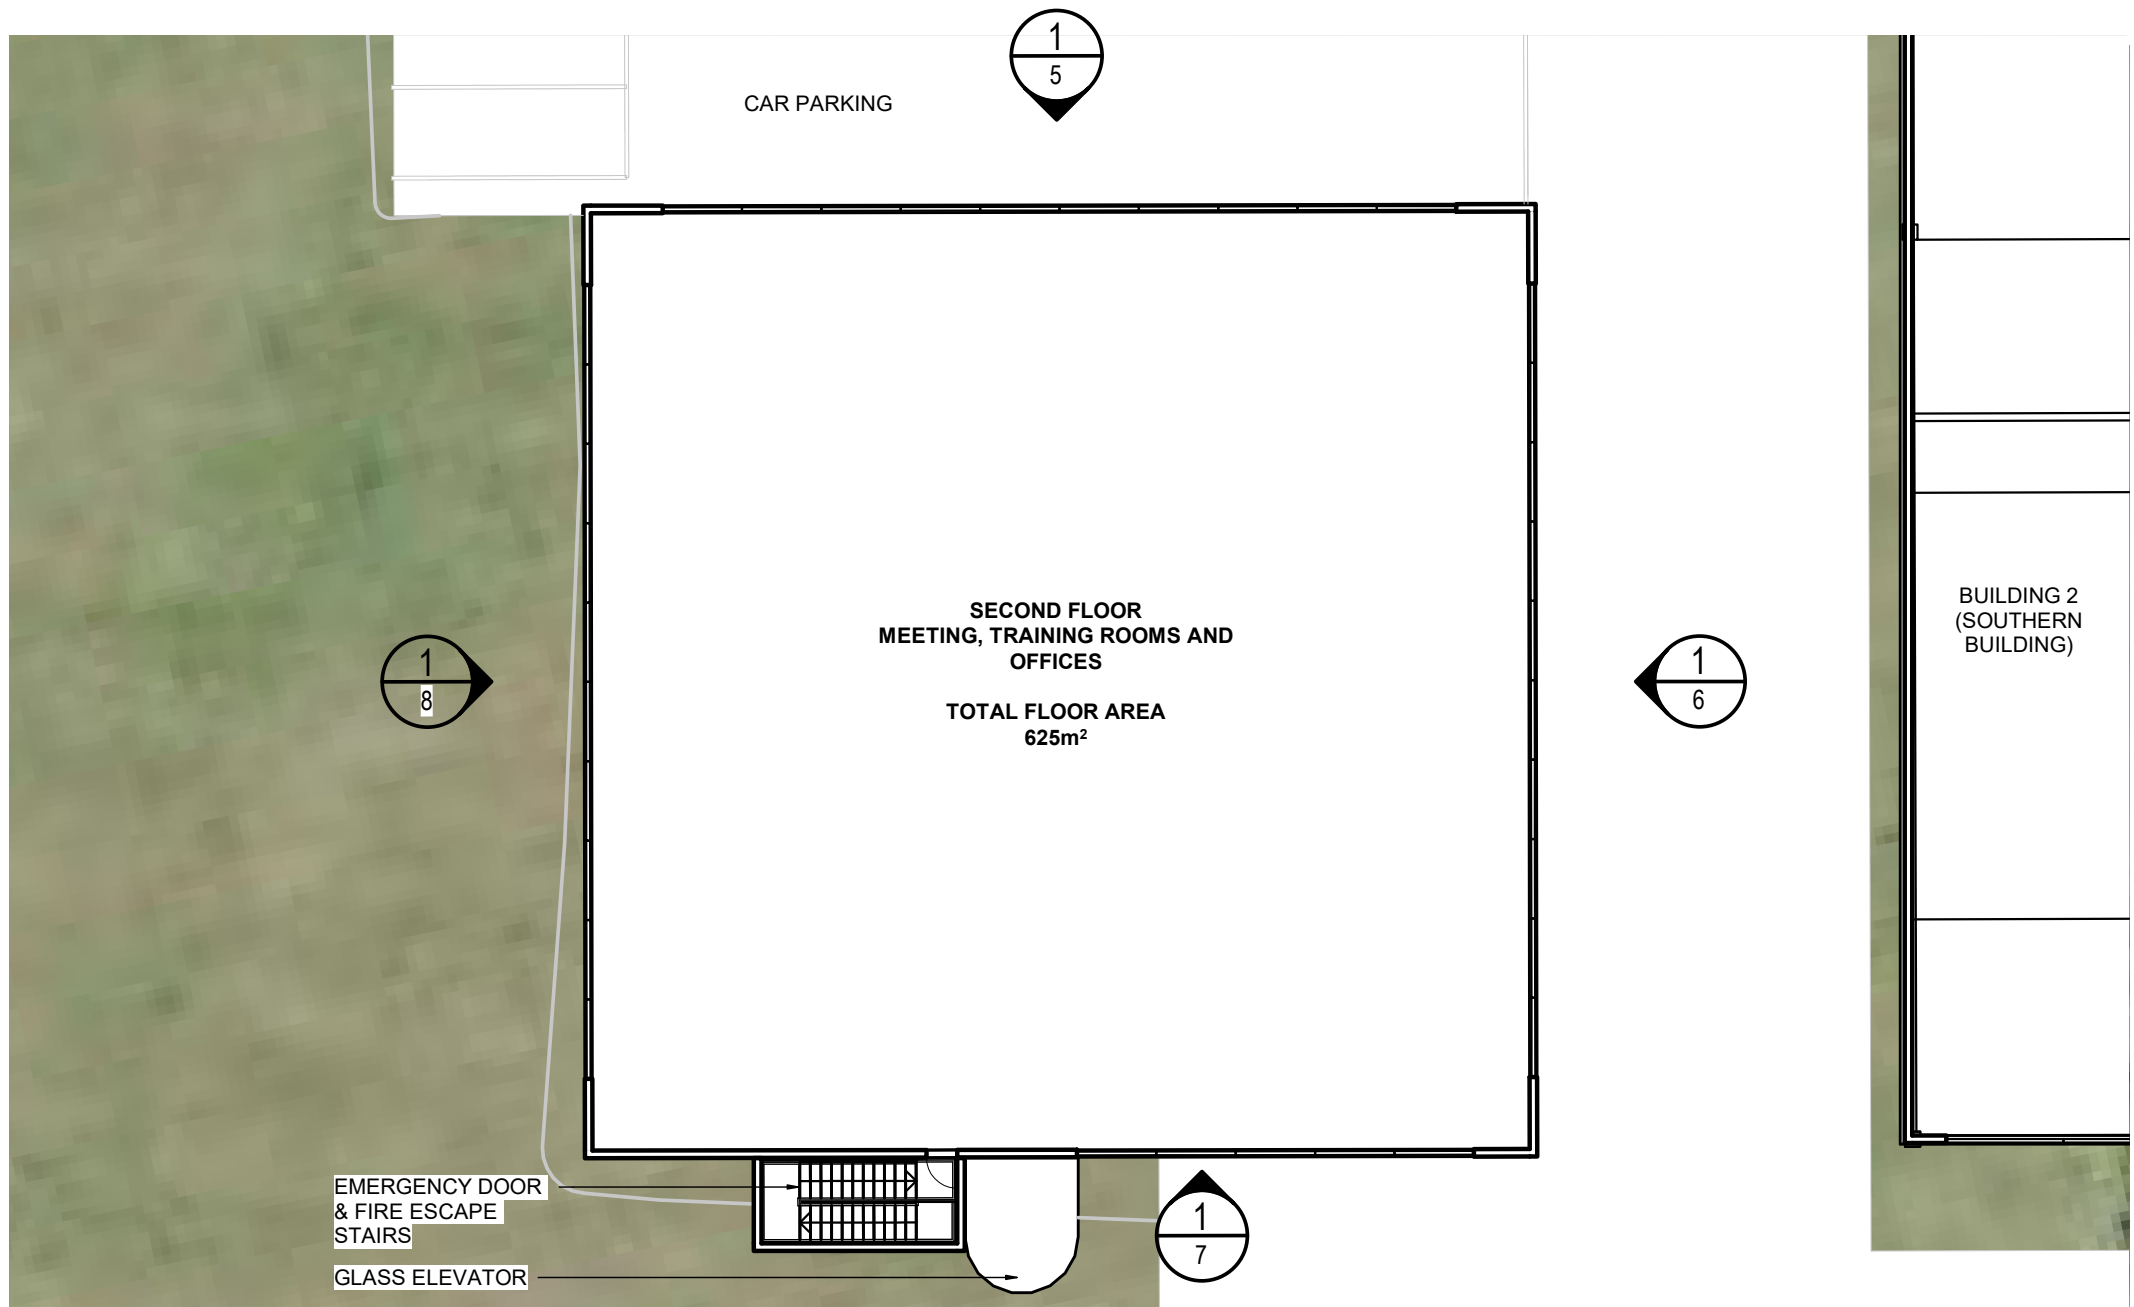 1
5
CAR PARKING
SECOND FLOOR
MEETING, TRAINING ROOMS AND
OFFICES
TOTAL FLOOR AREA
625m²
BUILDING 2
(SOUTHERN
BUILDING)
1
8
1
6
EMERGENCY DOOR
& FIRE ESCAPE
STAIRS
GLASS ELEVATOR
1
7